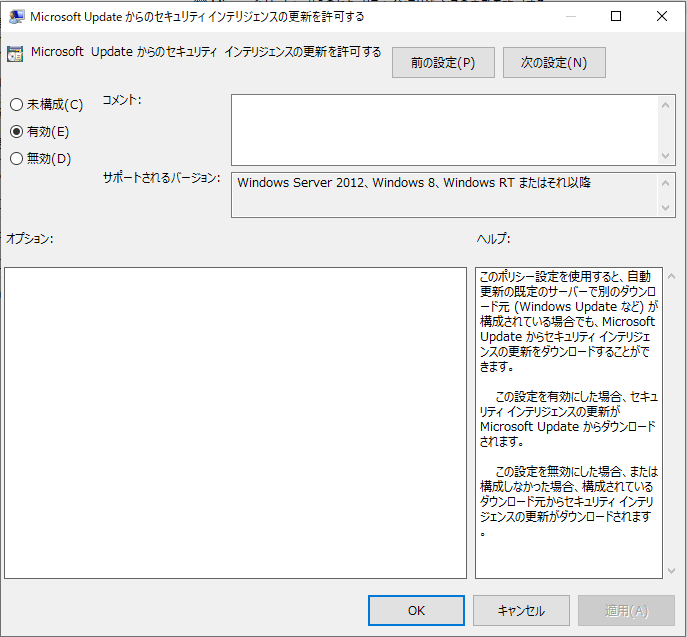 Microsoft Update からのセキュリティ インテリジェンスの更新を許可する
Microsoft Update からのセキュリティ インテリジェンスの更新を許可する
前の設定(P)
次の設定(N)
未構成(C)
有効(E)
無効(D)
コメント:
サポートされるバージョン:
Windows Server 2012、Windows 8、Windows RT またはそれ以降
オプション:
ヘルプ:
このポリシー設定を使用すると、自動
更新の既定のサーバーで別のダウンロ
ード元 (Windows Update など) が
構成されている場合でも、Microsoft
Update からセキュリティ インテリジェ
ンスの更新をダウンロードすることがで
きます。
この設定を有効にした場合、セキュ
リティ インテリジェンスの更新が
Microsoft Update からダウンロード
されます。
この設定を無効にした場合、または
構成しなかった場合、構成されている
ダウンロード元からセキュリティ インテリ
ジェンスの更新がダウンロードされます
。
OK
キャンセル
適用(A)